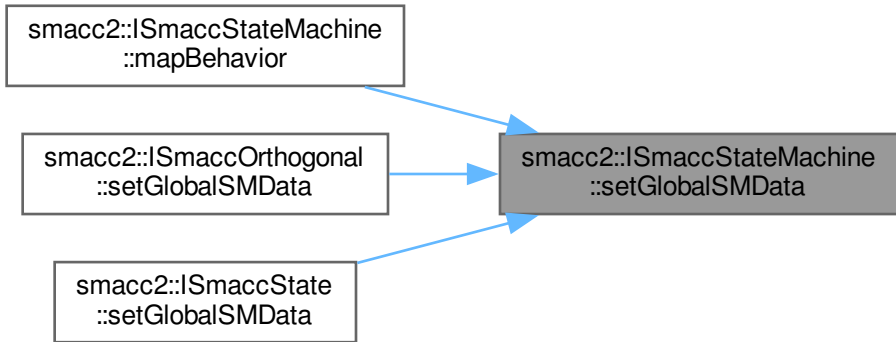 smacc2::ISmaccStateMachine
::mapBehavior
smacc2::ISmaccOrthogonal
::setGlobalSMData
smacc2::ISmaccState
::setGlobalSMData
smacc2::ISmaccStateMachine
::setGlobalSMData